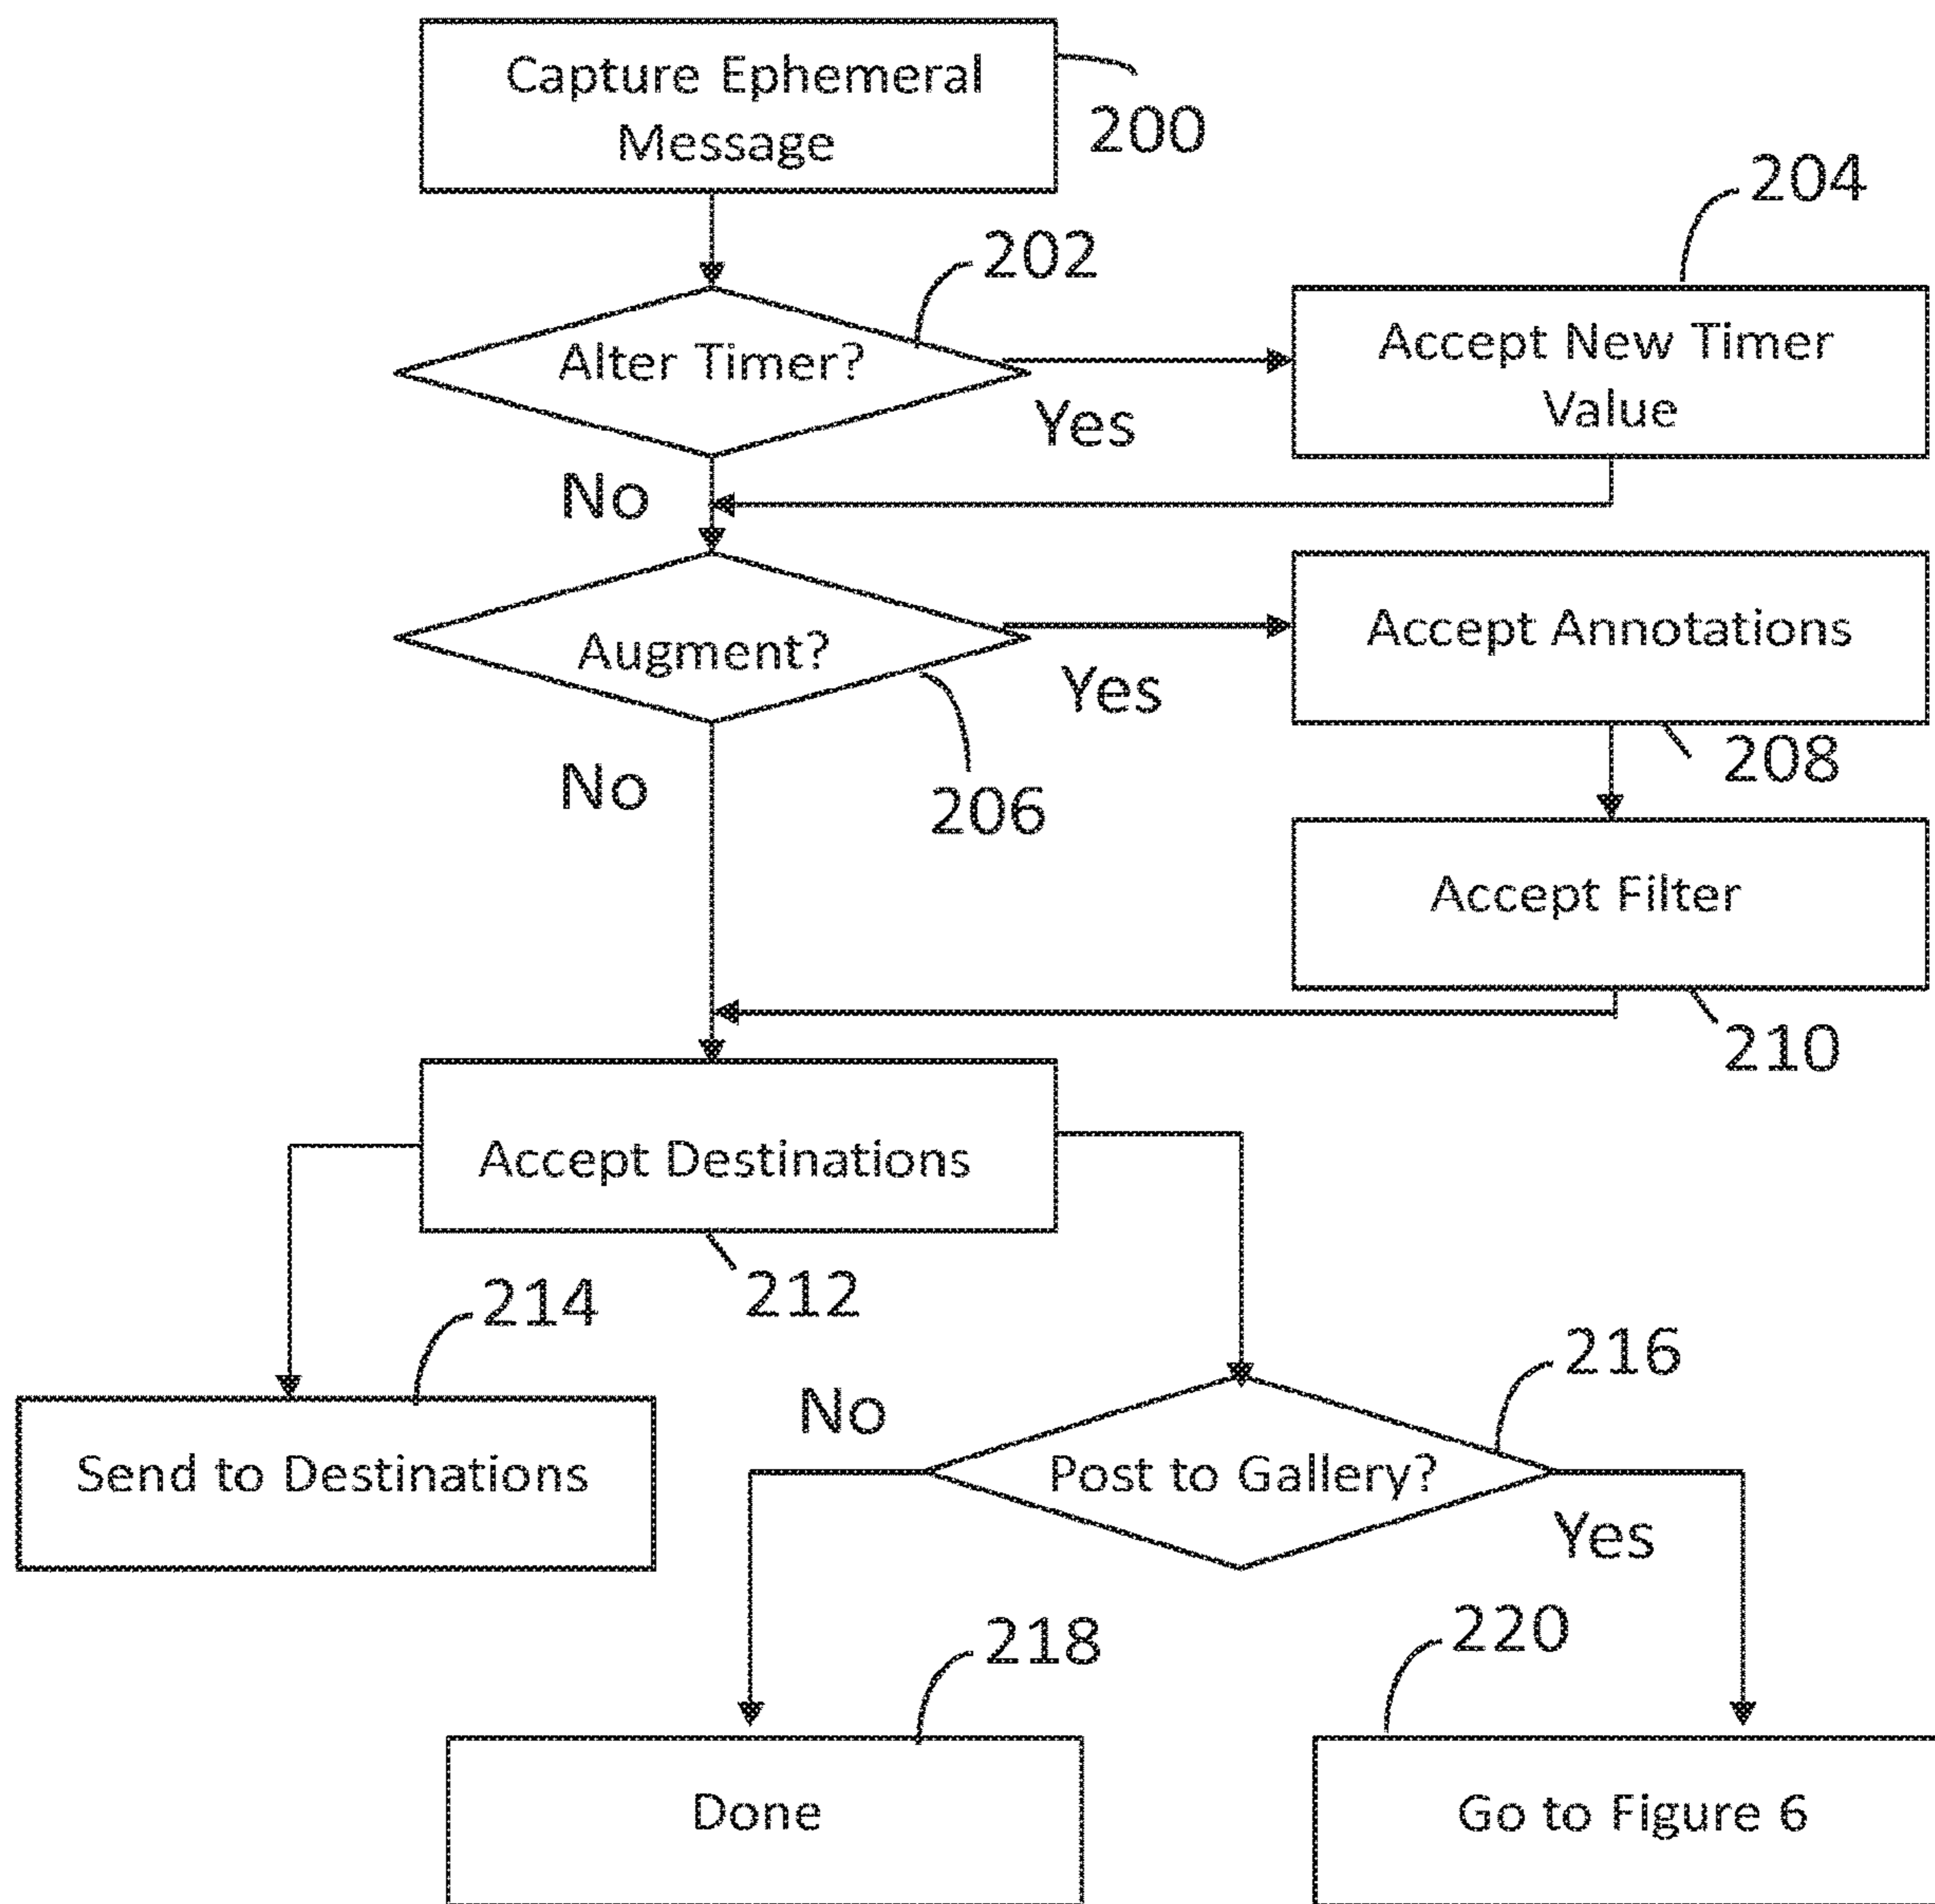 Capture Ephemeral
Message
200
202
204
Alter Timer?
Accept New Timer
Value
Yes
No
Augment?
Accept Annotations
Yes
208
No
206
Accept Filter
210
Accept Destinations
212
214
216
No
Send to Destinations
Post to Gallery?
Yes
218
220
Done
Go to Figure 6